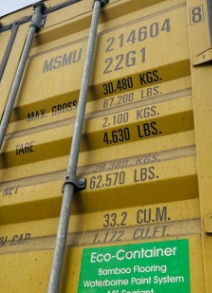 MSMU 214604 8
22G1
MAX. GROSS 30.480 KGS.
67.200 LBS.
TARE 2.100 KGS.
4.630 LBS.
NET 28.380 KGS.
62.570 LBS.
CU.CAP 33.2 CU.M.
1.172 CU.FT.
Eco-Container
Bamboo Flooring
Waterborne Paint System
MS Sealant